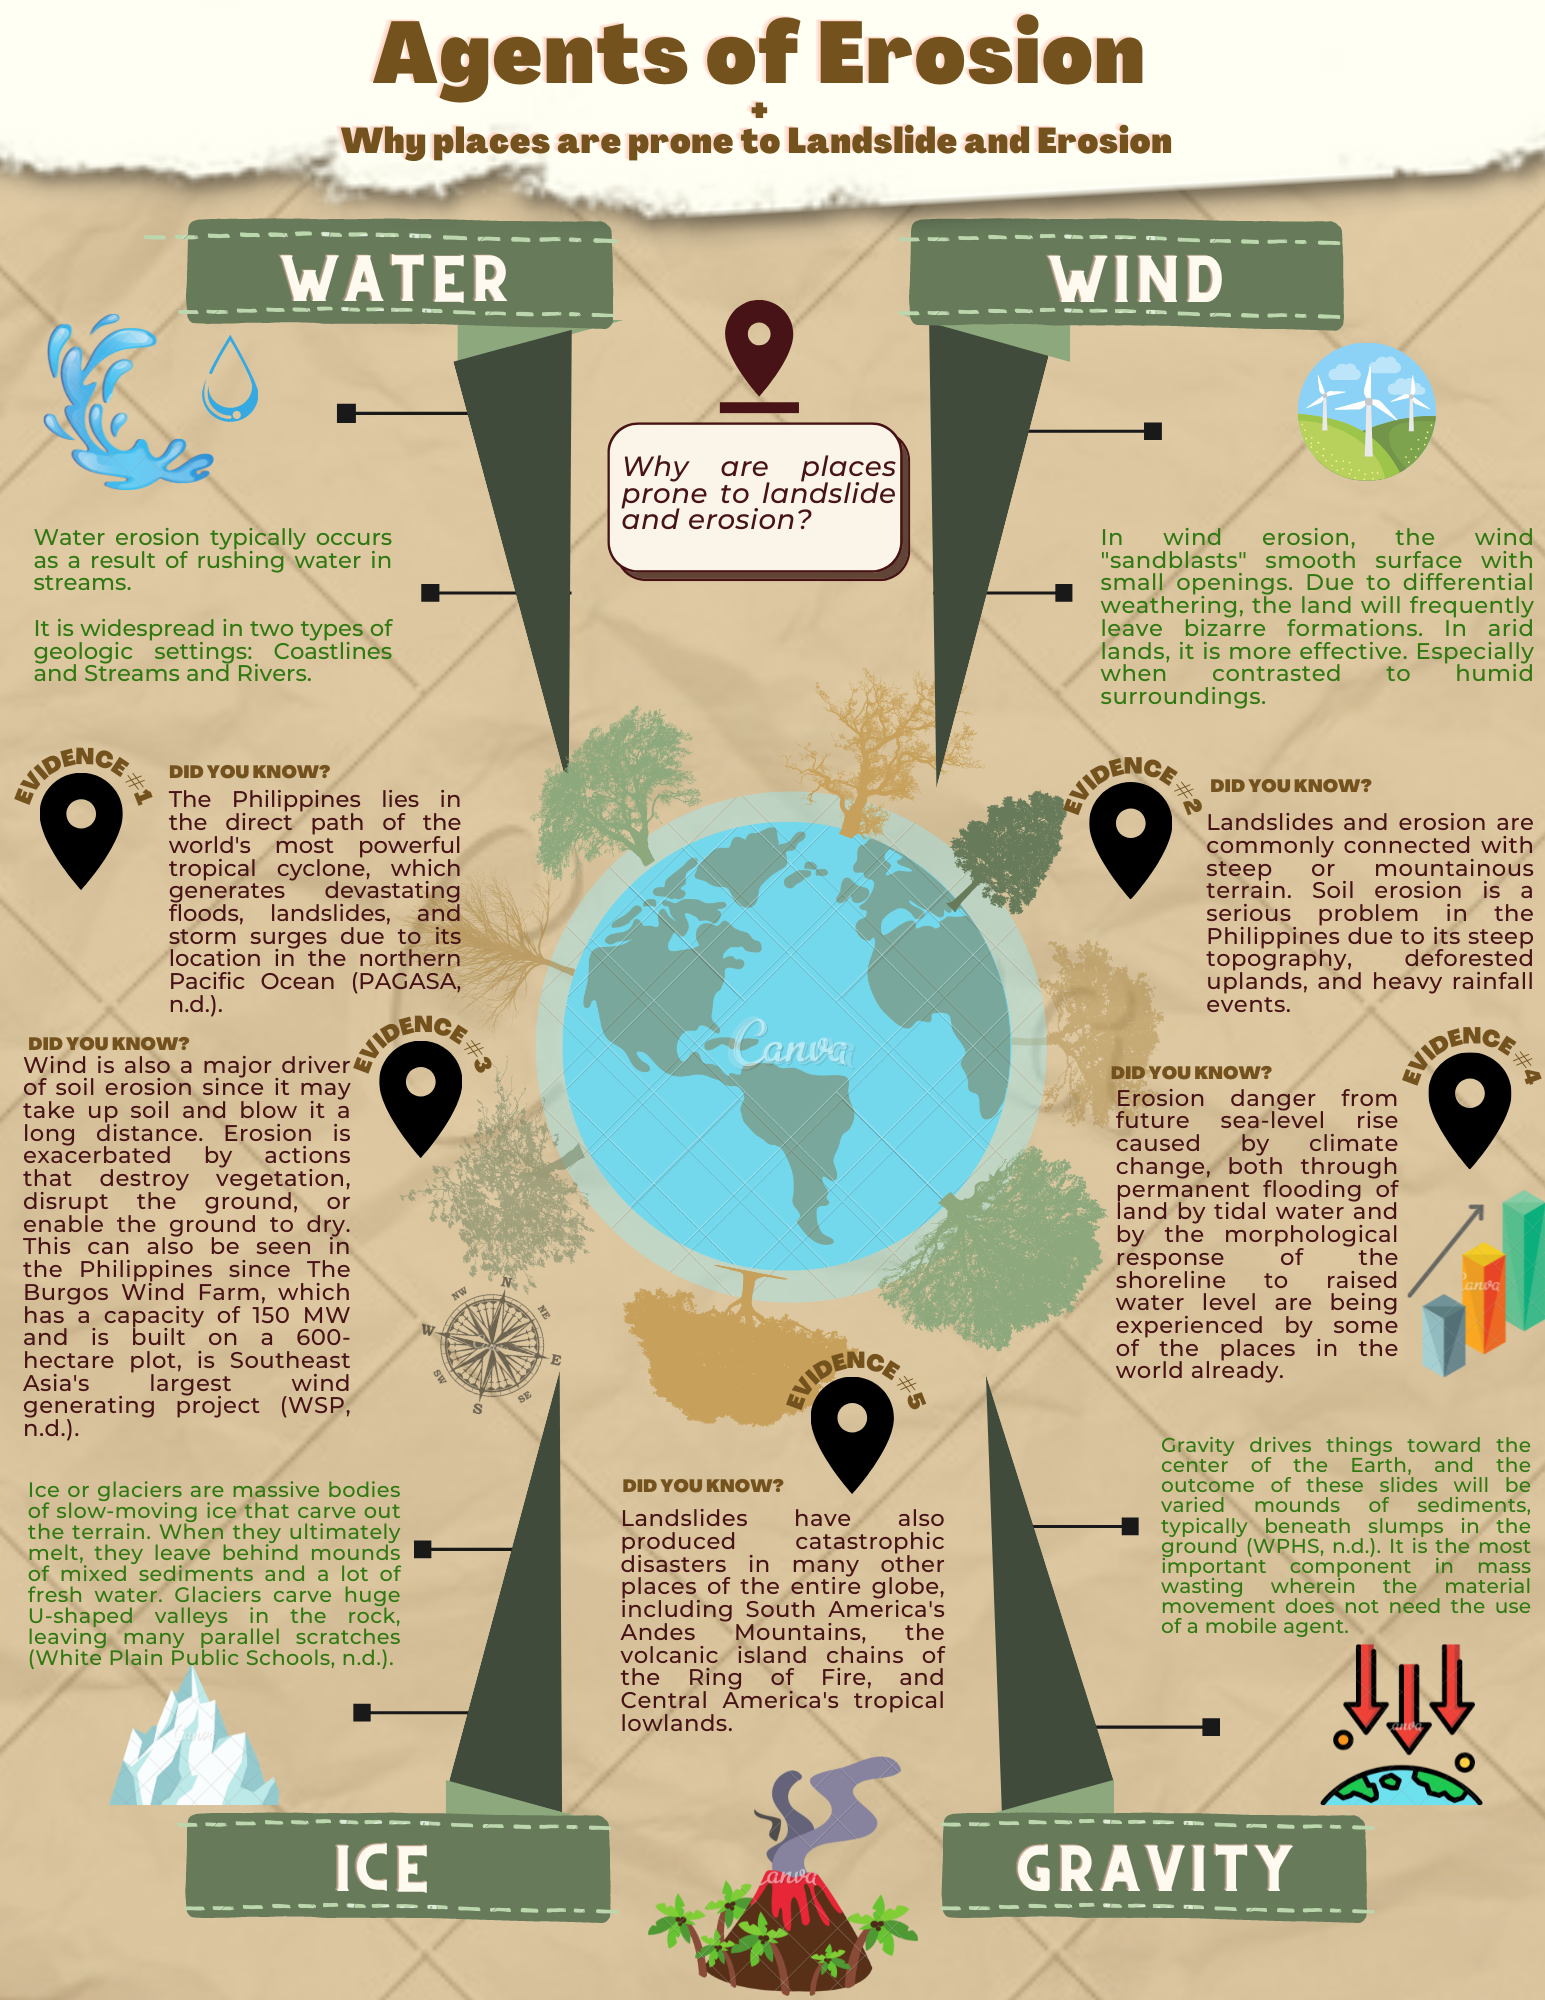 Agents of Erosion
+
Why places are prone to Landslide and Erosion
WATER
WIND
Why are places
prone to landslide
and erosion?
Water erosion typically occurs
as a result of rushing water in
streams.
It is widespread in two types of
geologic settings: Coastlines
and Streams and Rivers.
In wind erosion, the wind
"sandblasts" smooth surface with
small openings. Due to differential
weathering, the land will frequently
leave bizarre formations. In arid
lands, it is more effective. Especially
when contrasted to humid
surroundings.
EVIDENCE #1
DID YOU KNOW?
The Philippines lies in
the direct path of the
world's most powerful
tropical cyclone, which
generates devastating
floods, landslides, and
storm surges due to its
location in the northern
Pacific Ocean (PAGASA,
n.d.).
EVIDENCE #2
DID YOU KNOW?
Landslides and erosion are
commonly connected with
steep or mountainous
terrain. Soil erosion is a
serious problem in the
Philippines due to its steep
topography, deforested
uplands, and heavy rainfall
events.
EVIDENCE #3
DID YOU KNOW?
Wind is also a major driver
of soil erosion since it may
take up soil and blow it a
long distance. Erosion is
exacerbated by actions
that destroy vegetation,
disrupt the ground, or
enable the ground to dry.
This can also be seen in
the Philippines since The
Burgos Wind Farm, which
has a capacity of 150 MW
and is built on a 600-
hectare plot, is Southeast
Asia's largest wind
generating project (WSP,
n.d.).
Canva
EVIDENCE #4
DID YOU KNOW?
Erosion danger from
future sea-level rise
caused by climate
change, both through
permanent flooding of
land by tidal water and
by the morphological
response of the
shoreline to raised
water level are being
experienced by some
of the places in the
world already.
Canva
N
NE
E
SE
S
SW
W
NW
EVIDENCE #5
DID YOU KNOW?
Landslides have also
produced catastrophic
disasters in many other
places of the entire globe,
including South America's
Andes Mountains, the
volcanic island chains of
the Ring of Fire, and
Central America's tropical
lowlands.
Ice or glaciers are massive bodies
of slow-moving ice that carve out
the terrain. When they ultimately
melt, they leave behind mounds
of mixed sediments and a lot of
fresh water. Glaciers carve huge
U-shaped valleys in the rock,
leaving many parallel scratches
(White Plain Public Schools, n.d.).
Canva
Gravity drives things toward the
center of the Earth, and the
outcome of these slides will be
varied mounds of sediments,
typically beneath slumps in the
ground (WPHS, n.d.). It is the most
important component in mass
wasting wherein the material
movement does not need the use
of a mobile agent.
Canva
Canva
ICE
GRAVITY